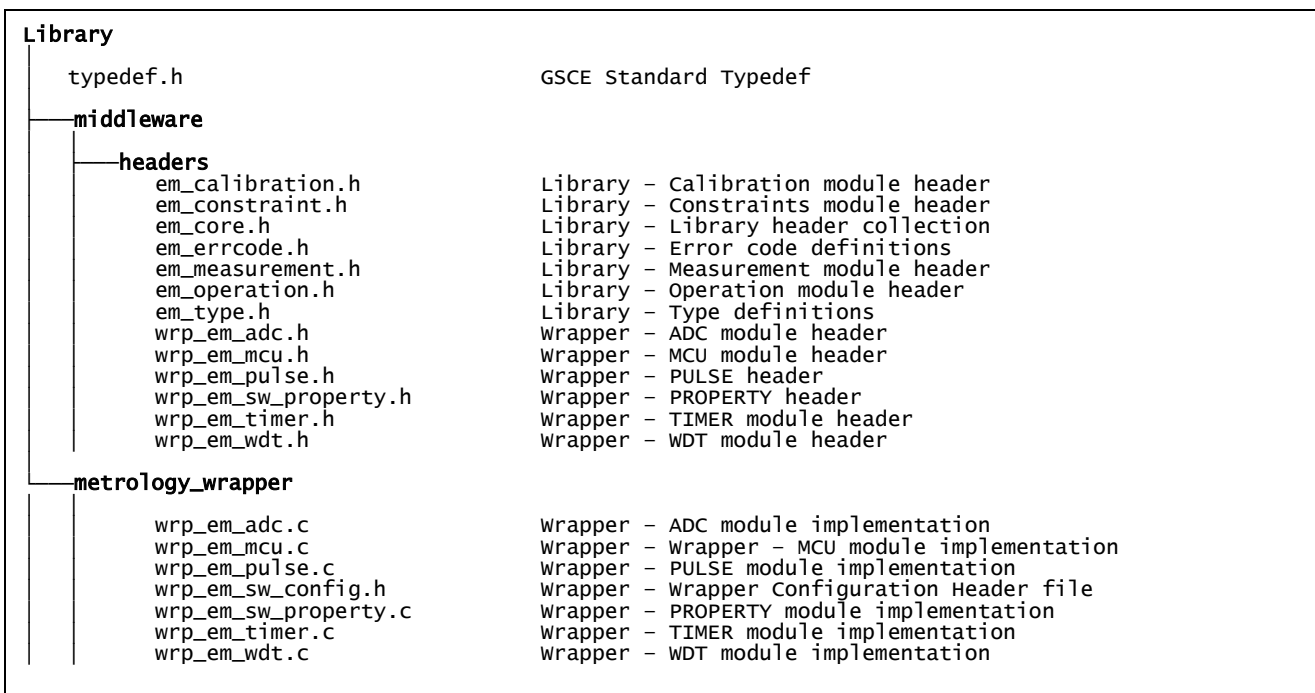 Library
typedef.h GSCE Standard Typedef
middleware
headers
em_calibration.h Library – Calibration module header
em_constraint.h Library – Constraints module header
em_core.h Library – Library header collection
em_errcode.h Library – Error code definitions
em_measurement.h Library – Measurement module header
em_operation.h Library – Operation module header
em_type.h Library – Type definitions
wrp_em_adc.h Wrapper – ADC module header
wrp_em_mcu.h Wrapper – MCU module header
wrp_em_pulse.h Wrapper – PULSE header
wrp_em_sw_property.h Wrapper – PROPERTY header
wrp_em_timer.h Wrapper – TIMER module header
wrp_em_wdt.h Wrapper – WDT module header
metrology_wrapper
wrp_em_adc.c Wrapper – ADC module implementation
wrp_em_mcu.c Wrapper – Wrapper – MCU module implementation
wrp_em_pulse.c Wrapper – PULSE module implementation
wrp_em_sw_config.h Wrapper – Wrapper Configuration Header file
wrp_em_sw_property.c Wrapper – PROPERTY module implementation
wrp_em_timer.c Wrapper – TIMER module implementation
wrp_em_wdt.c Wrapper – WDT module implementation